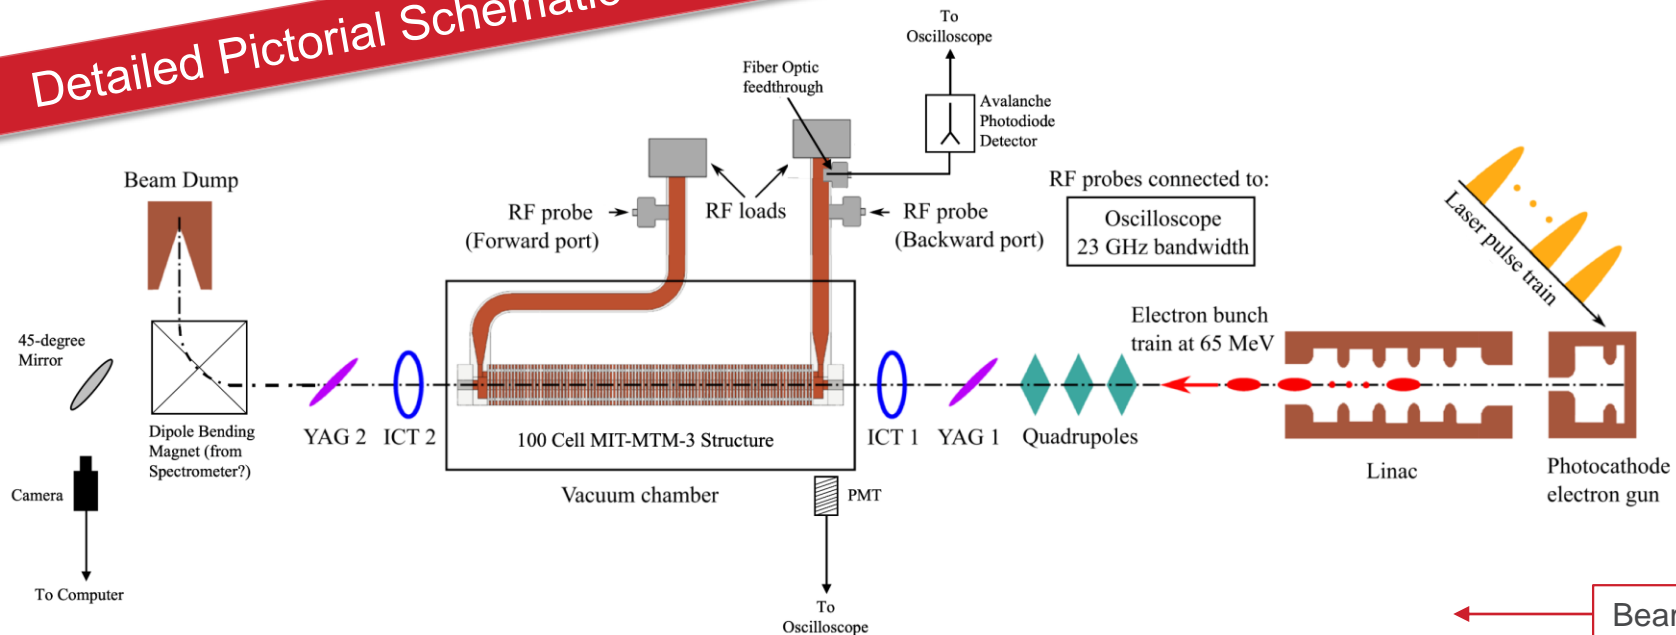 Detailed Pictorial Schematic
To
Oscilloscope
Fiber Optic
feedthrough
Avalanche
Photodiode
Detector
Beam Dump
RF probe
(Forward port)
RF loads
RF probe
(Backward port)
RF probes connected to:
Oscilloscope
23 GHz bandwidth
Laser pulse train
Electron bunch
train at 65 MeV
45-degree
Mirror
Dipole Bending
Magnet (from
Spectrometer?)
YAG 2
ICT 2
100 Cell MIT-MTM-3 Structure
ICT 1
YAG 1
Quadrupoles
Linac
Photocathode
electron gun
Camera
Vacuum chamber
PMT
To Computer
To
Oscilloscope